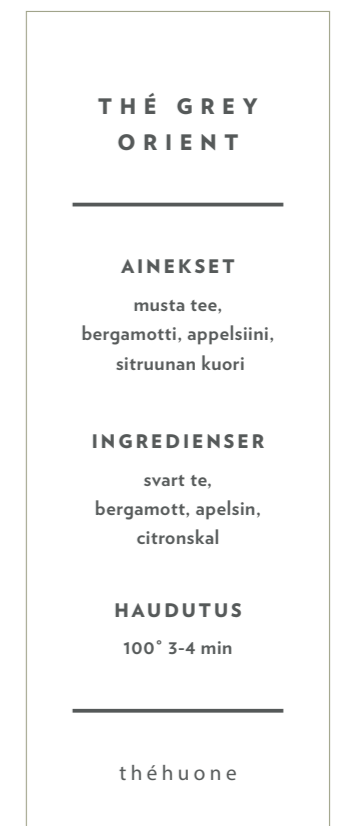 THÉ GREY
ORIENT
AINEKSET
musta tee,
bergamotti, appelsiini,
sitruunan kuori
INGREDIENSER
svart te,
bergamott, apelsin,
citronskal
HAUDUTUS
100° 3-4 min
théhuone